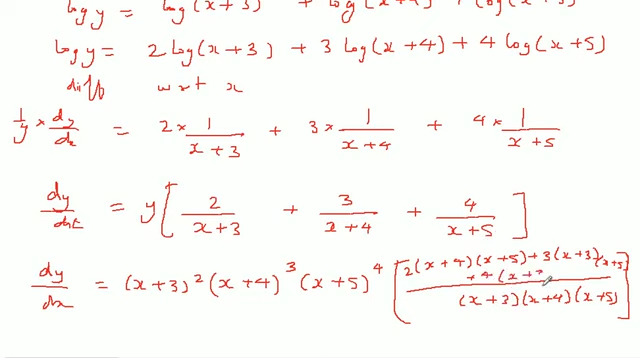 log y = log(x+3) + log(x+4) + log(x+5)
log y = 2 log(x+3) + 3 log(x+4) + 4 log(x+5)
diff wrt x
1/y × dy/dx = 2 × 1/(x+3) + 3 × 1/(x+4) + 4 × 1/(x+5)
dy/dx = y [ 2/(x+3) + 3/(x+4) + 4/(x+5) ]
dy/dx = (x+3)² (x+4)³ (x+5)⁴ [ 2(x+4)(x+5) + 3(x+3)(x+5) + 4(x+3 / (x+3)(x+4)(x+5) ]